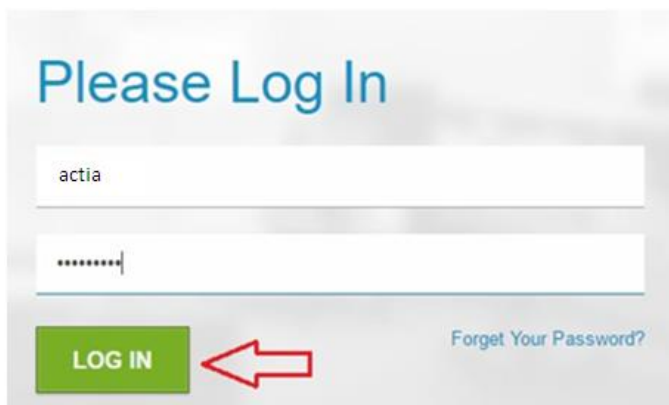 Please Log In
actia
•••••••••
Forget Your Password?
LOG IN